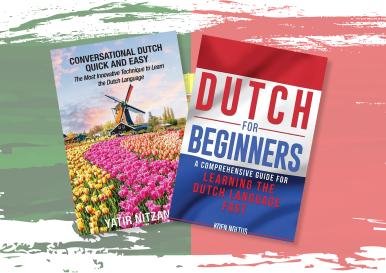 CONVERSATIONAL DUTCH
QUICK AND EASY
The Most Innovative Technique to Learn
the Dutch Language
YATIR NITZANY
DUTCH
FOR
BEGINNERS
A COMPREHENSIVE GUIDE FOR
LEARNING THE
DUTCH LANGUAGE
FAST